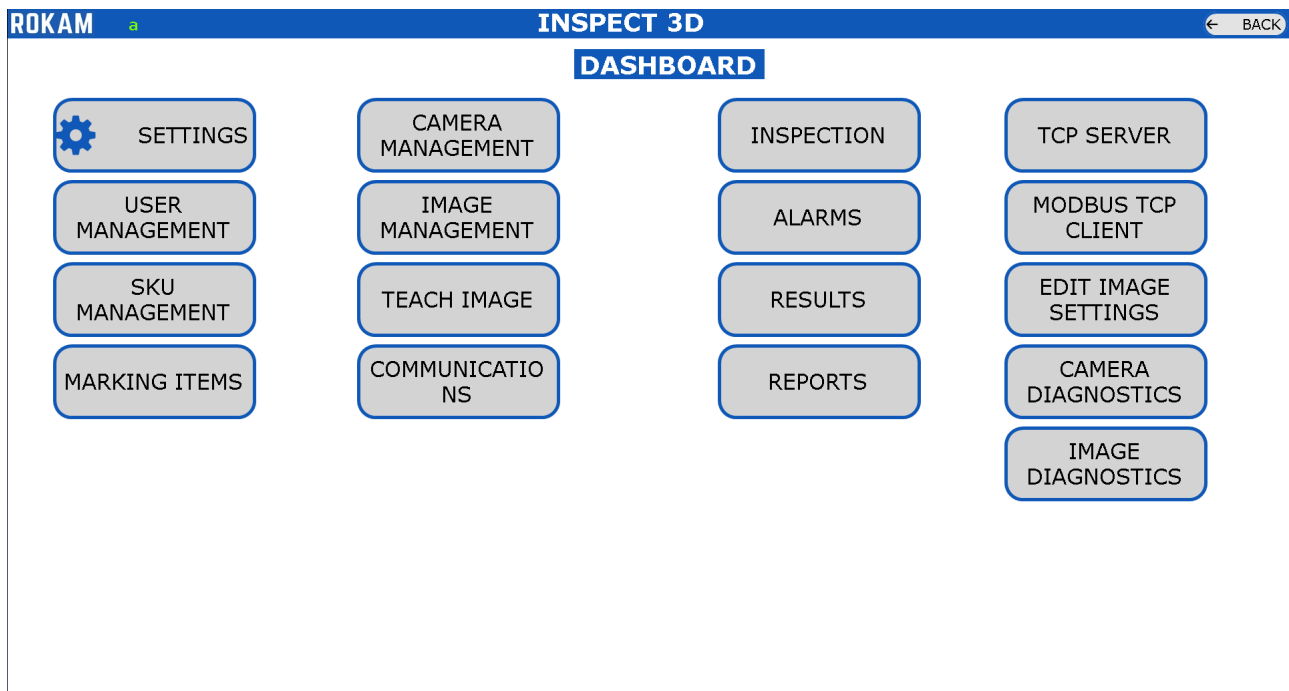 ROKAM a INSPECT 3D ← BACK
DASHBOARD
SETTINGS
USER
MANAGEMENT
SKU
MANAGEMENT
MARKING ITEMS
CAMERA
MANAGEMENT
IMAGE
MANAGEMENT
TEACH IMAGE
COMMUNICATIO
NS
INSPECTION
ALARMS
RESULTS
REPORTS
TCP SERVER
MODBUS TCP
CLIENT
EDIT IMAGE
SETTINGS
CAMERA
DIAGNOSTICS
IMAGE
DIAGNOSTICS